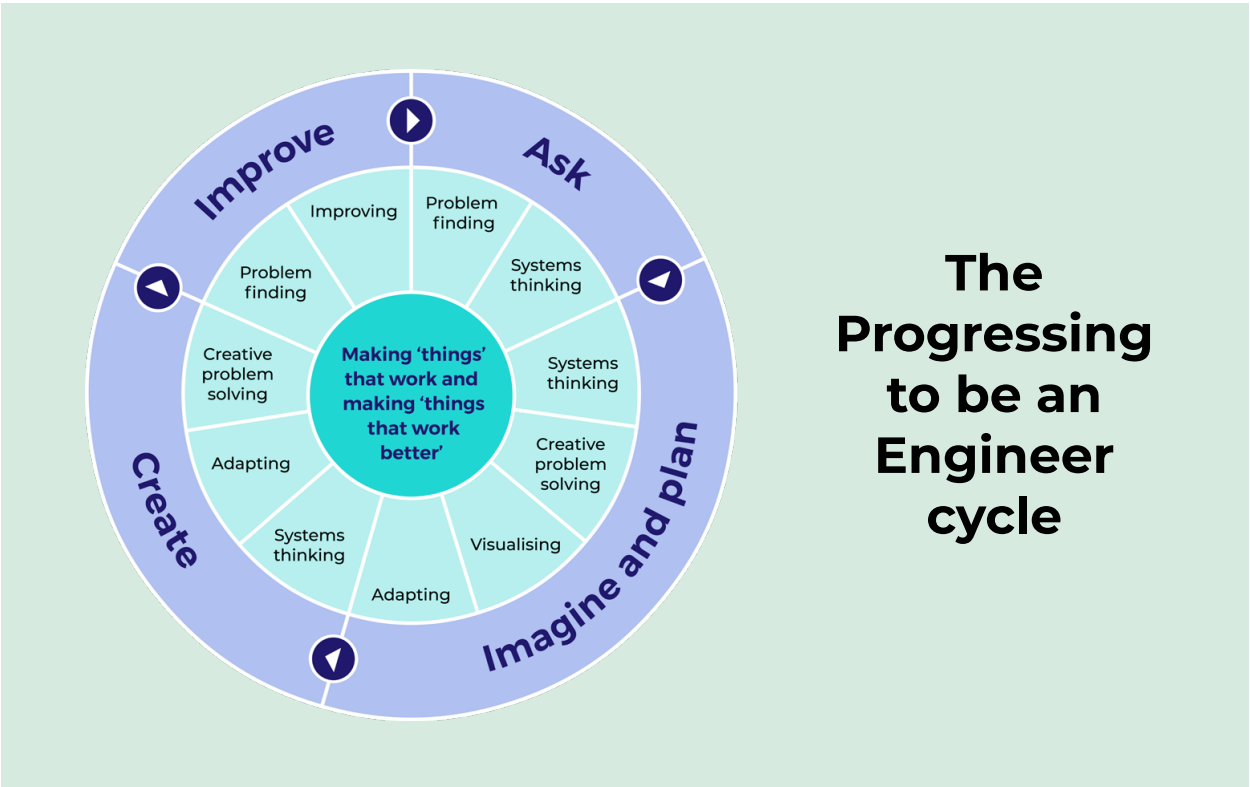 Improve
Ask
Imagine and plan
Create
Improving
Problem
finding
Systems
thinking
Systems
thinking
Creative
problem
solving
Visualising
Adapting
Systems
thinking
Adapting
Creative
problem
solving
Problem
finding
Making ‘things’
that work and
making ‘things
that work
better’
The
Progressing
to be an
Engineer
cycle